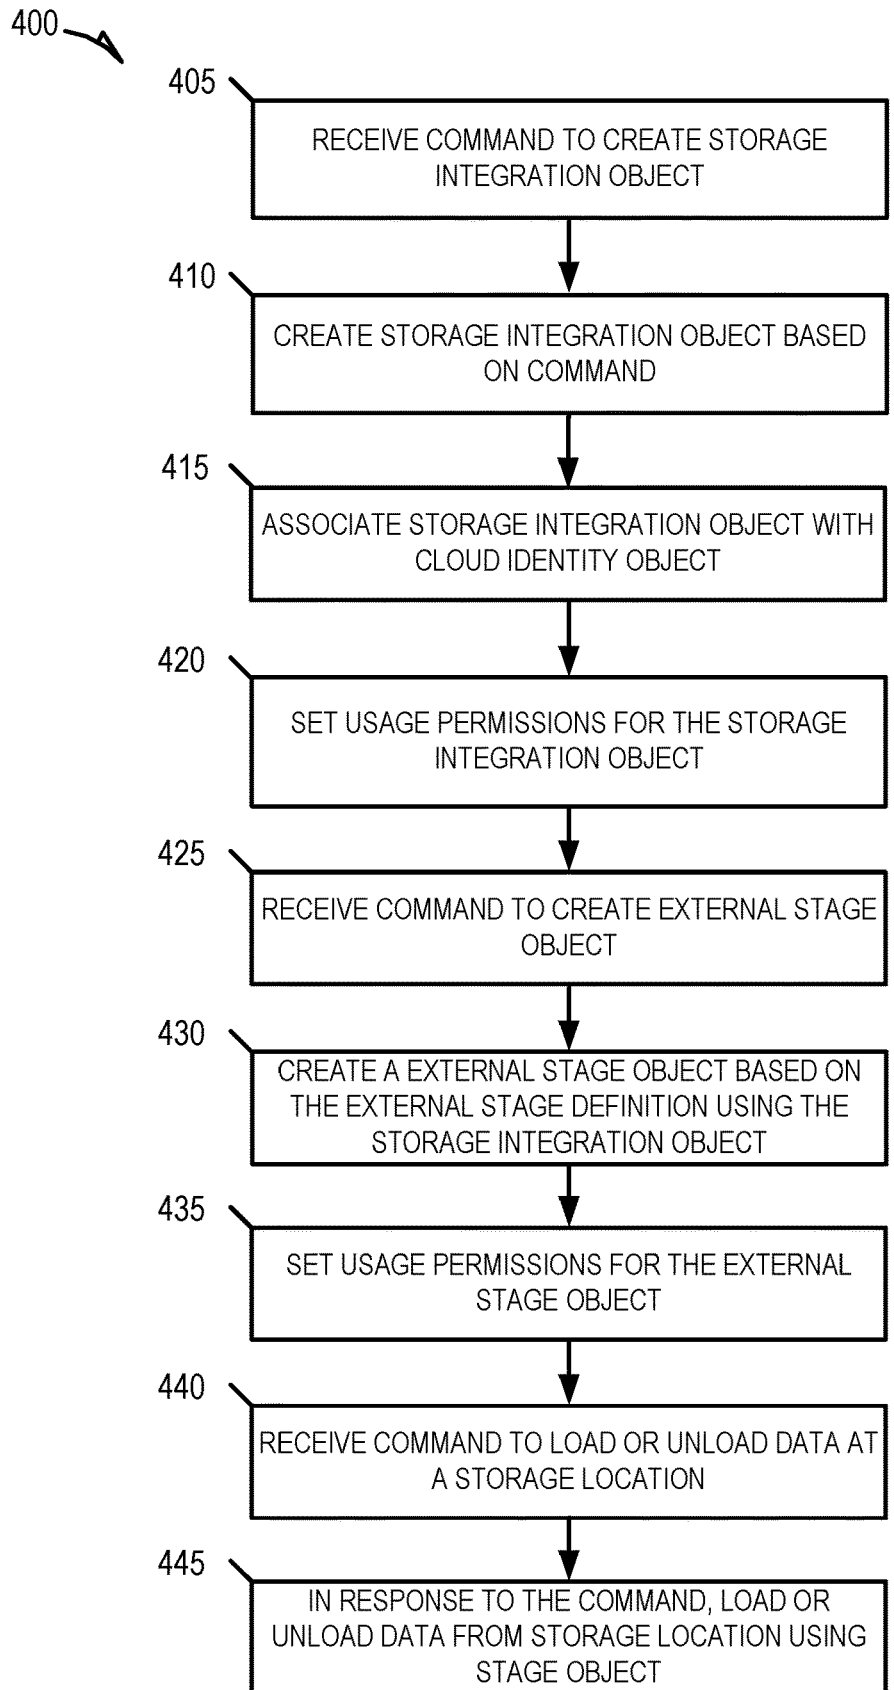 400
405
RECEIVE COMMAND TO CREATE STORAGE
INTEGRATION OBJECT
410
CREATE STORAGE INTEGRATION OBJECT BASED
ON COMMAND
415
ASSOCIATE STORAGE INTEGRATION OBJECT WITH
CLOUD IDENTITY OBJECT
420
SET USAGE PERMISSIONS FOR THE STORAGE
INTEGRATION OBJECT
425
RECEIVE COMMAND TO CREATE EXTERNAL STAGE
OBJECT
430
CREATE A EXTERNAL STAGE OBJECT BASED ON
THE EXTERNAL STAGE DEFINITION USING THE
STORAGE INTEGRATION OBJECT
435
SET USAGE PERMISSIONS FOR THE EXTERNAL
STAGE OBJECT
440
RECEIVE COMMAND TO LOAD OR UNLOAD DATA AT
A STORAGE LOCATION
445
IN RESPONSE TO THE COMMAND, LOAD OR
UNLOAD DATA FROM STORAGE LOCATION USING
STAGE OBJECT